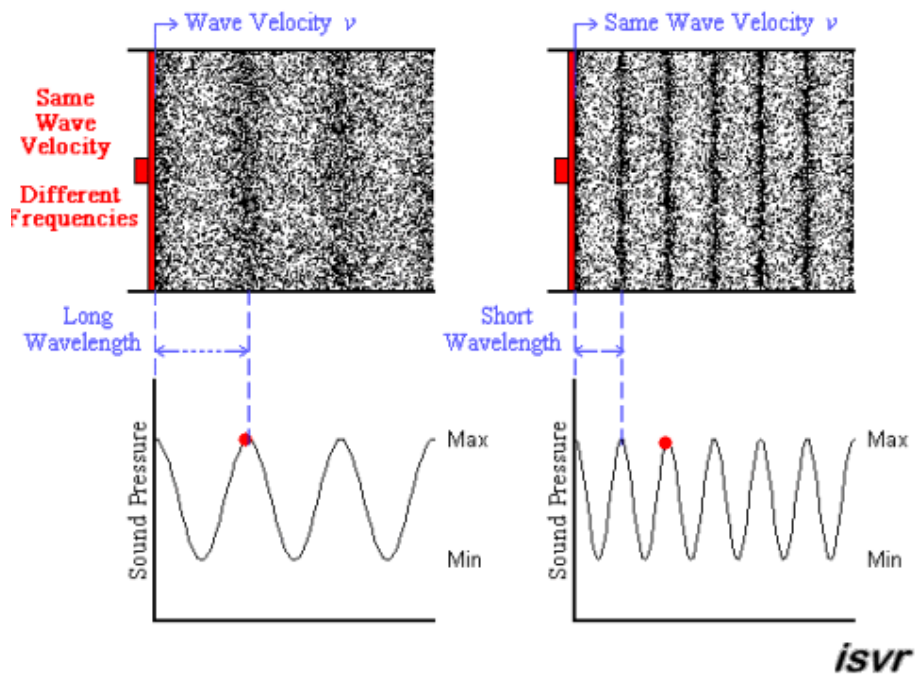 Wave Velocity v
Same Wave Velocity v
Same
Wave
Velocity
Different
Frequencies
Long
Wavelength
Short
Wavelength
Sound Pressure
Max
Min
Sound Pressure
Max
Min
isvr